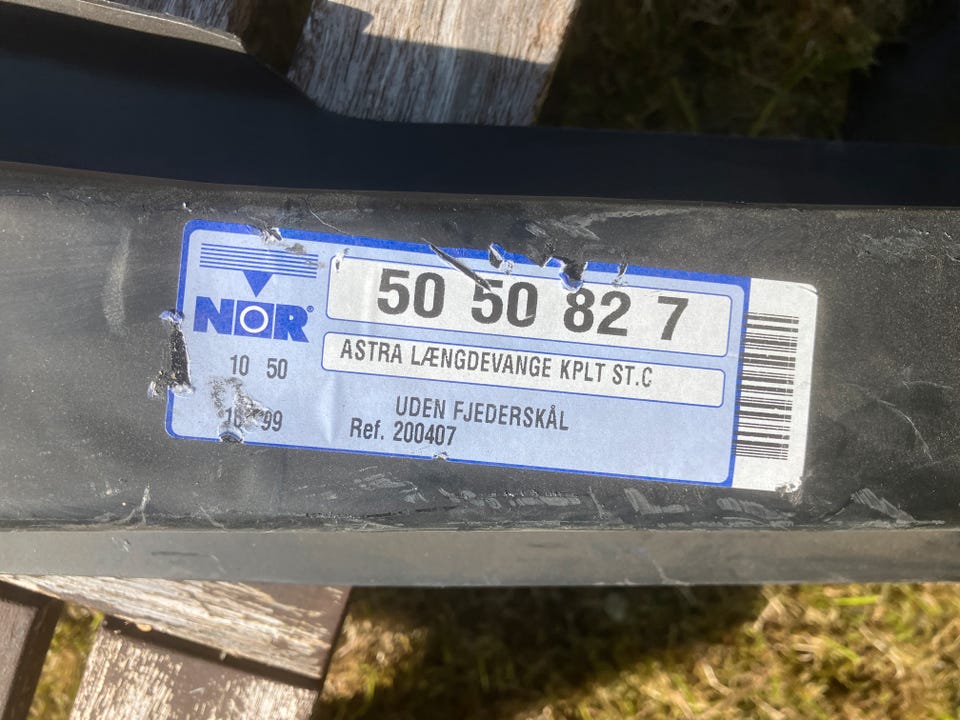 NOR®
50 50 82 7
ASTRA LÆNGDEVANGE KPLT ST.C
10 50
UDEN FJEDERSKÅL
Ref. 200407